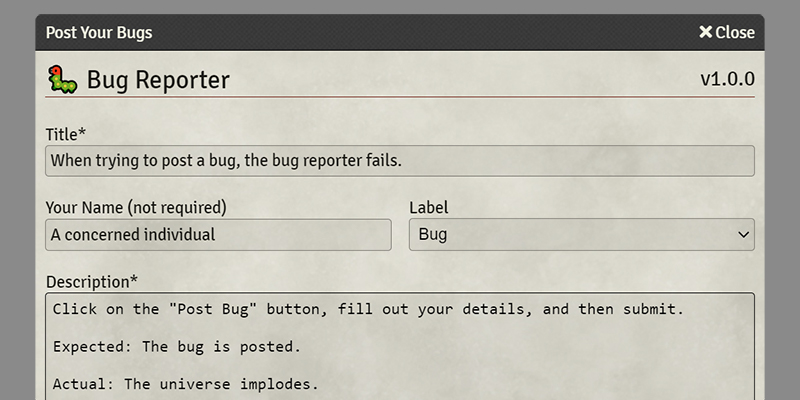 Post Your Bugs
Close
Bug Reporter
v1.0.0
Title*
When trying to post a bug, the bug reporter fails.
Your Name (not required)
Label
A concerned individual
Bug
Description*
Click on the "Post Bug" button, fill out your details, and then submit.
Expected: The bug is posted.
Actual: The universe implodes.